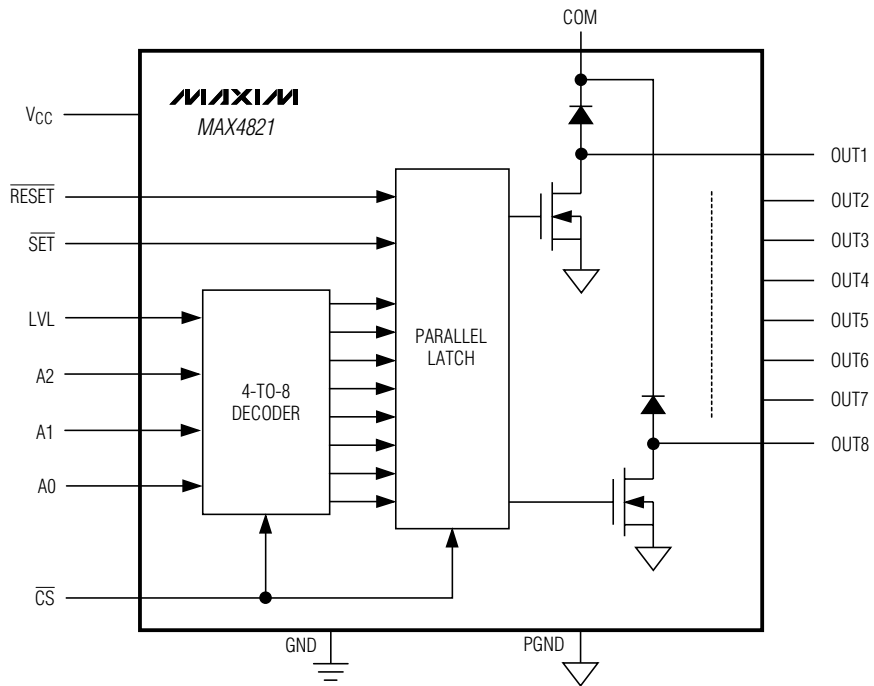 COM
MAXIM
MAX4821
VCC
RESET
SET
LVL
A2
A1
A0
CS
4-TO-8
DECODER
PARALLEL
LATCH
OUT1
OUT2
OUT3
OUT4
OUT5
OUT6
OUT7
OUT8
GND
PGND